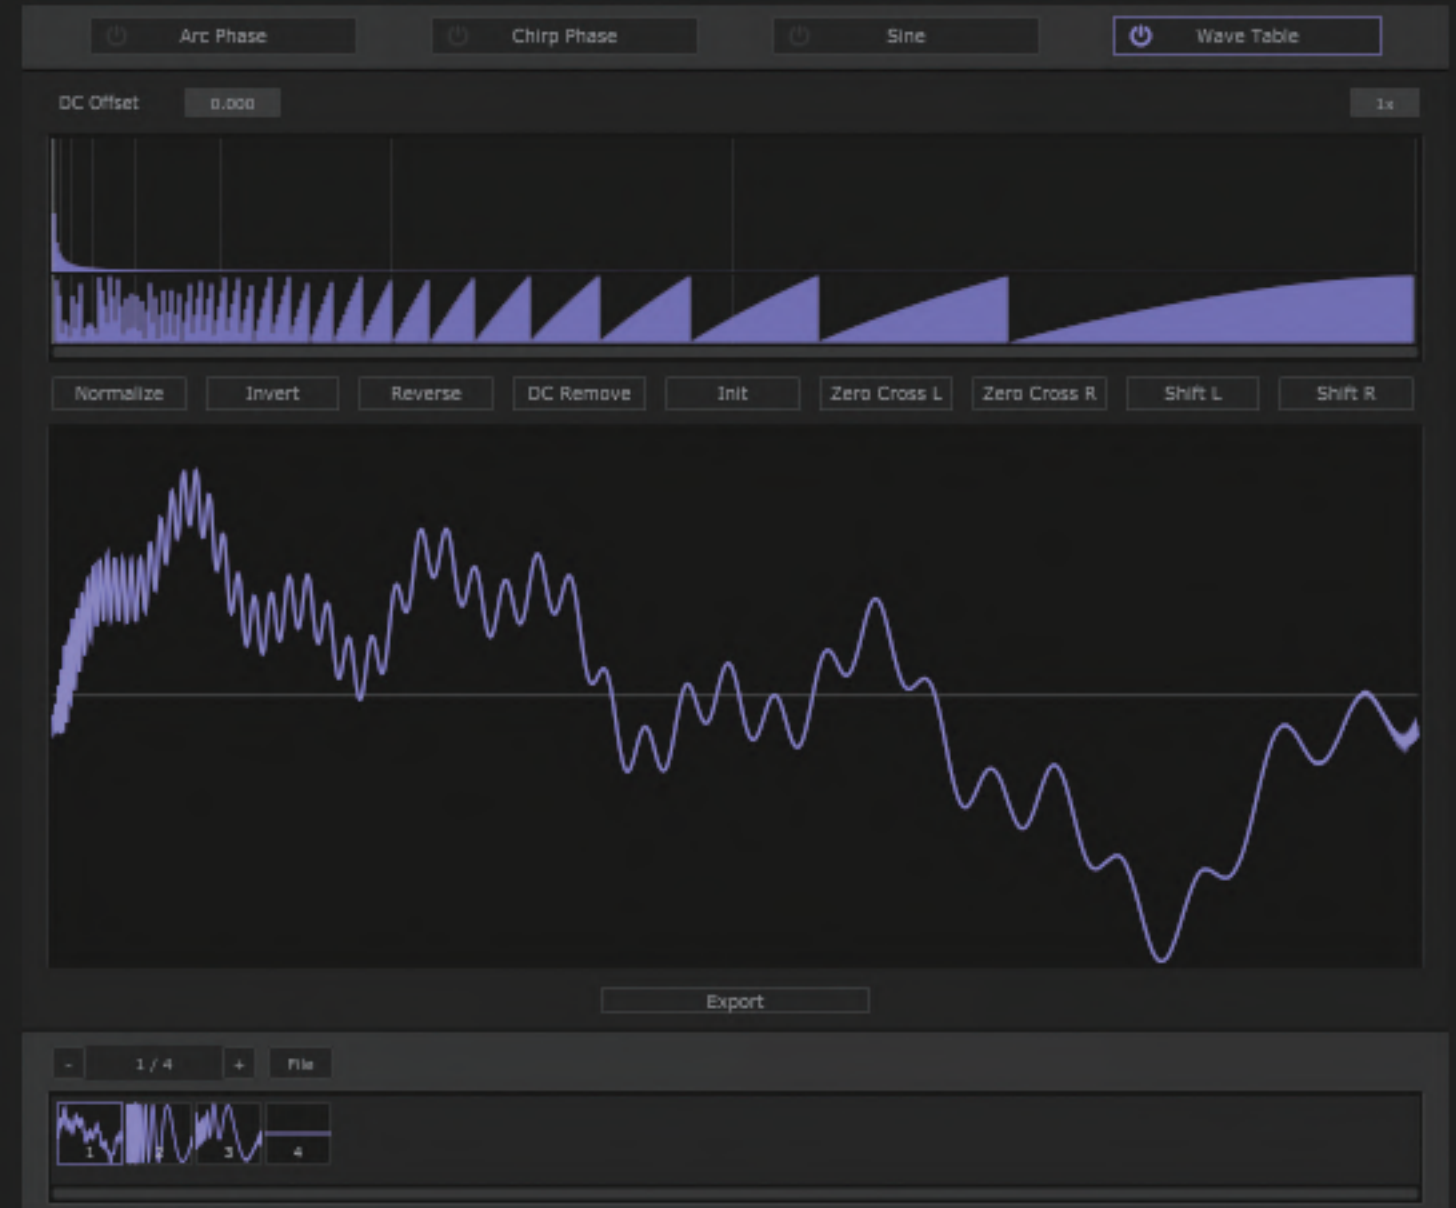 Arc Phase Chirp Phase Sine Wave Table
DC Offset 0.000 1x
Normalize Invert Reverse DC Remove Init Zero Cross L Zero Cross R Shift L Shift R
Export
- 1 / 4 + File
1 2 3 4